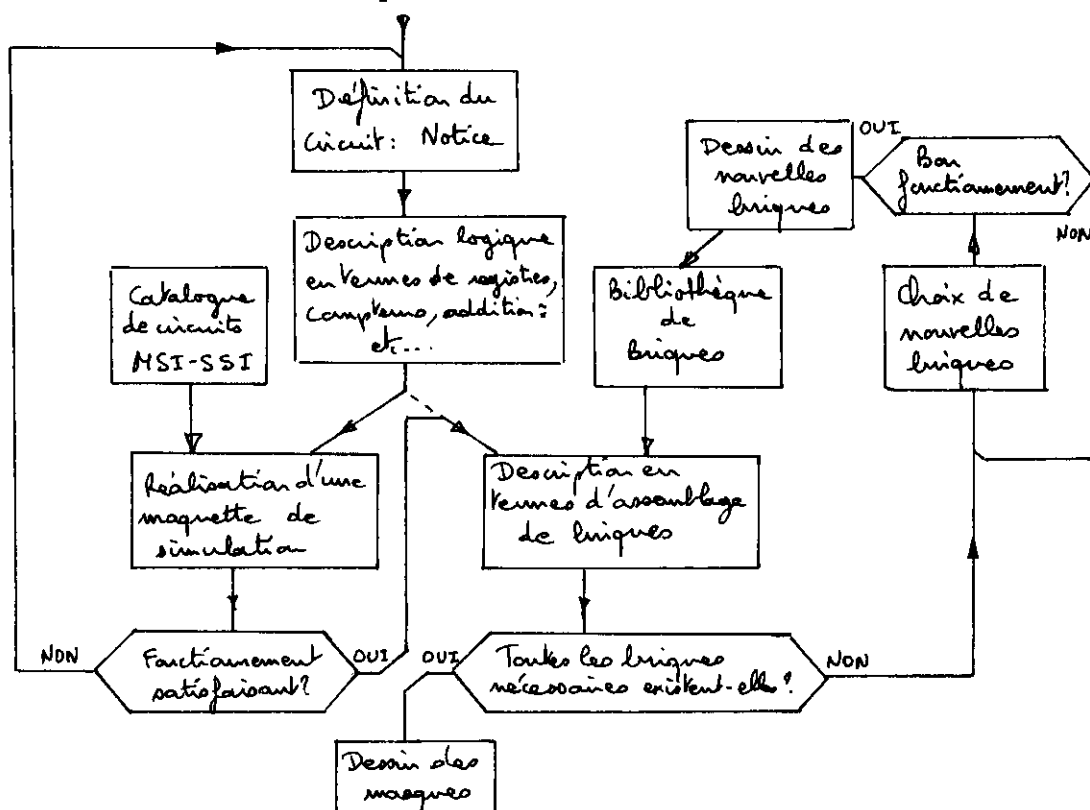 Définition du
Circuit: Notice
Description logique
en termes de registres,
compteurs, addition:
etc...
Catalogue
de circuits
MSI-SSI
Réalisation d'une
maquette de
simulation
NON
Fonctionnement
satisfaisant?
OUI
Dessin des
nouvelles
briques
OUI
Bon
fonctionnement?
NON
Bibliothèque
de
Briques
Choix de
nouvelles
briques
Description en
termes d'assemblage
de briques
OUI
Toutes les briques
nécessaires existent-elles?
NON
Dessin des
masques